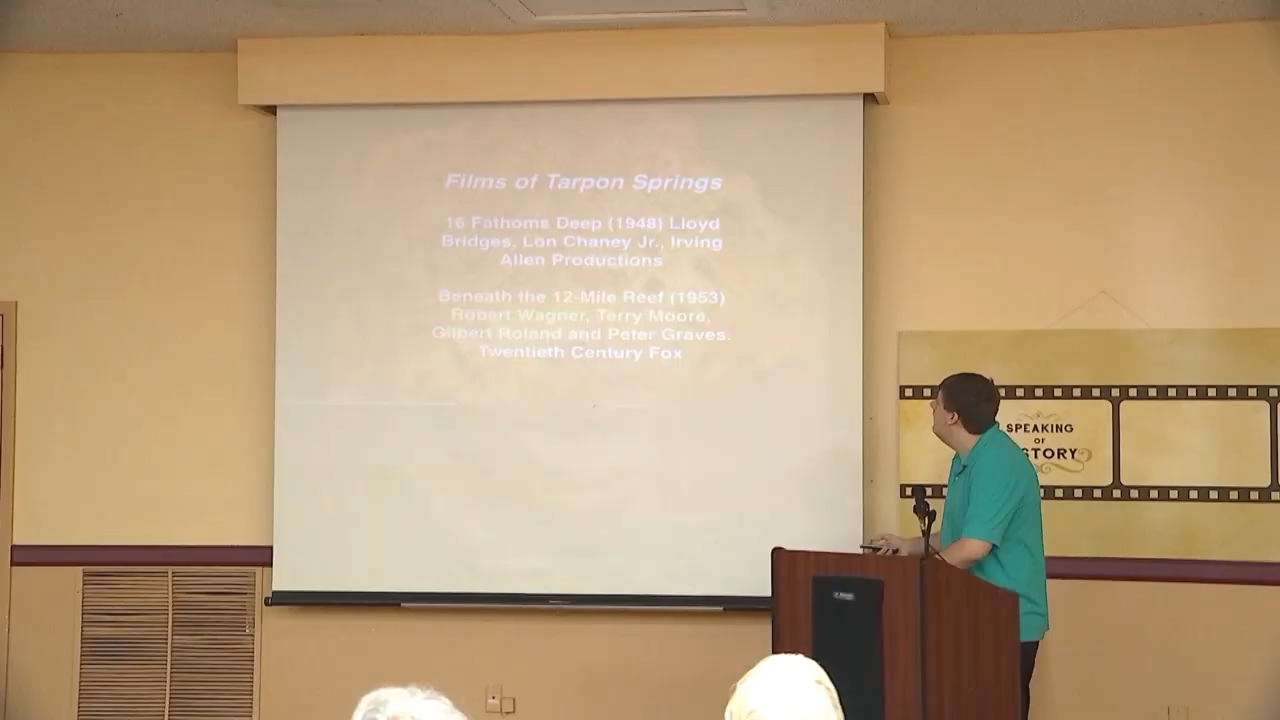 Films of Tarpon Springs
16 Fathoms Deep (1948) Lloyd
Bridges, Lon Chaney Jr., Irving
Allen Productions
Beneath the 12-Mile Reef (1953)
Robert Wagner, Terry Moore,
Gilbert Roland and Peter Graves.
Twentieth Century Fox
SPEAKING
OF
STORY